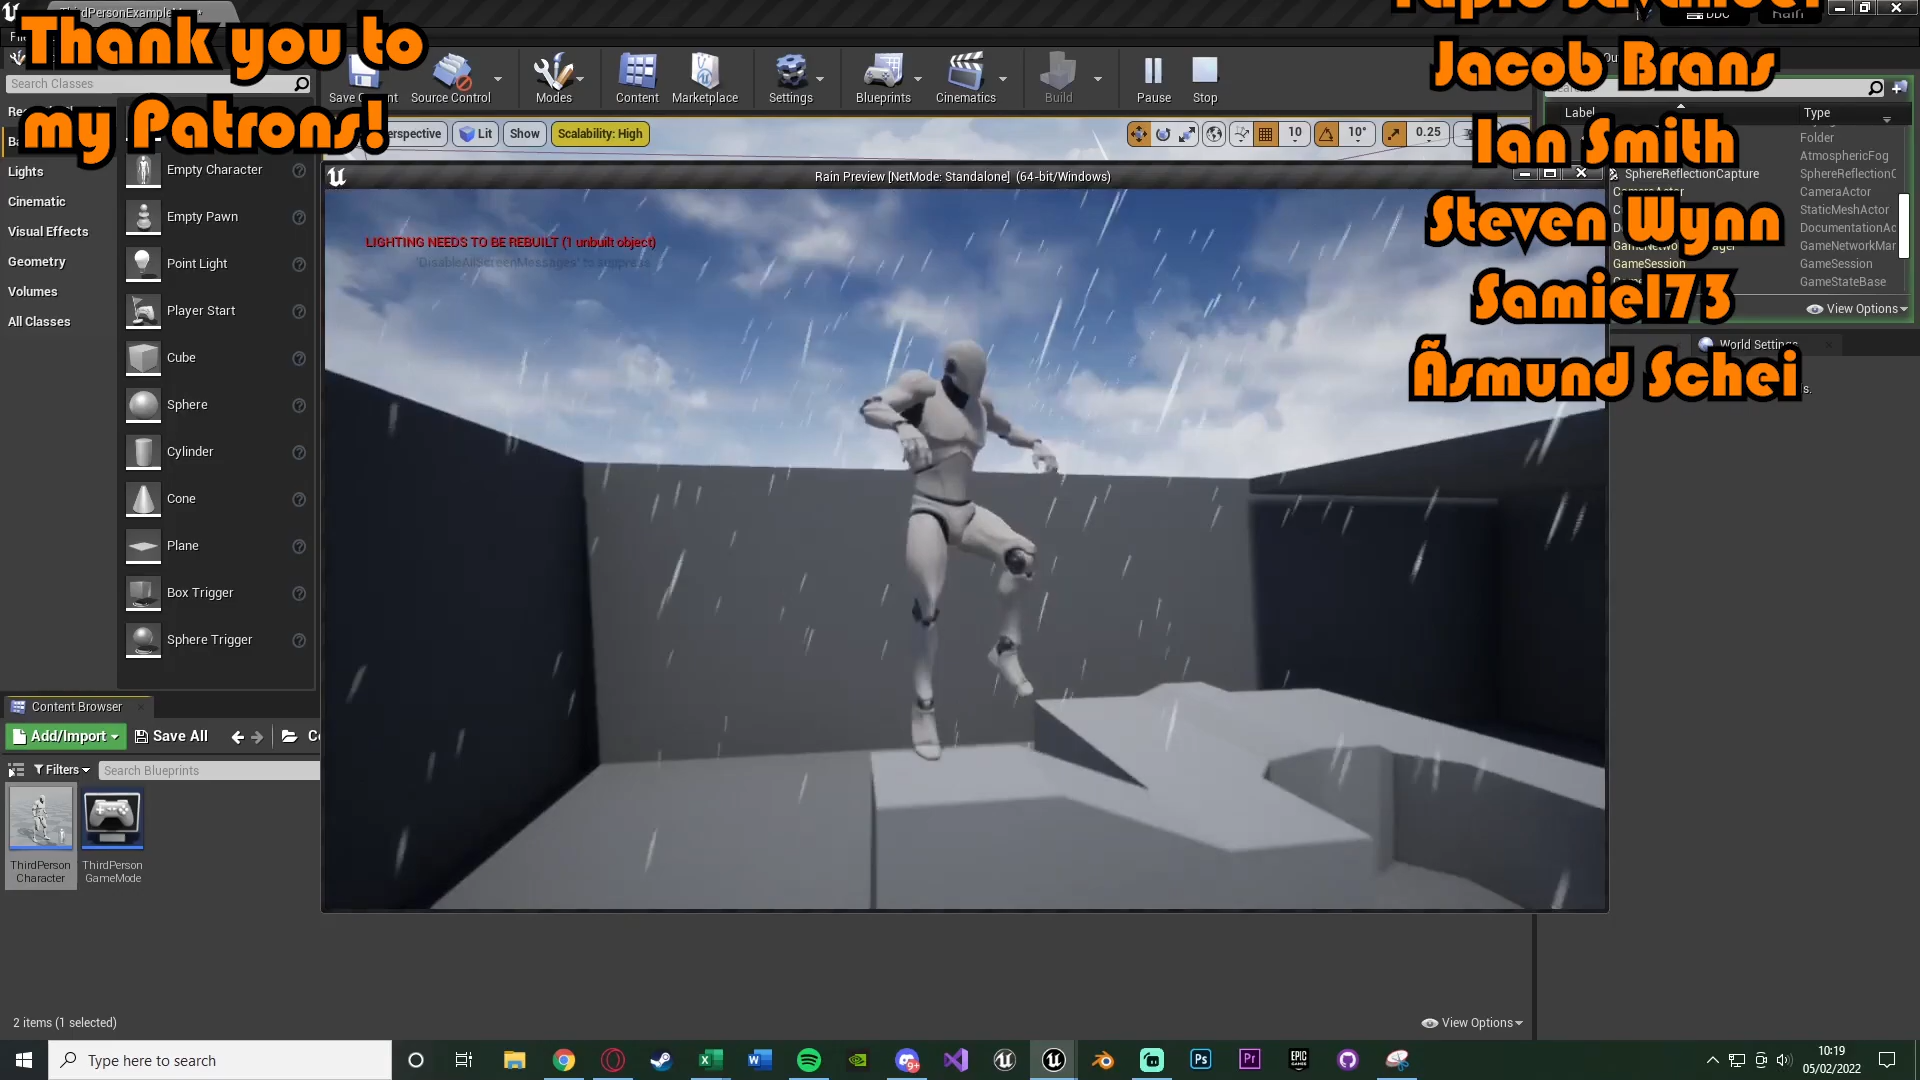 ThirdPersonExample
Thank you to
my Patrons!
Jacob Brans
Ian Smith
Steven Wynn
Samiel73
Ãsmund Schei
DDC
Rain
Search Classes
Lights
Cinematic
Visual Effects
Geometry
Volumes
All Classes
Empty Character
Empty Pawn
Point Light
Player Start
Cube
Sphere
Cylinder
Cone
Plane
Box Trigger
Sphere Trigger
Source Control
Modes
Content
Marketplace
Settings
Blueprints
Cinematics
Build
Pause
Stop
Lit
Show
Scalability: High
10
10°
0.25
Rain Preview [NetMode: Standalone] (64-bit/Windows)
LIGHTING NEEDS TO BE REBUILT (1 unbuilt object)
'DisableAllScreenMessages' to suppress
Label
Type
Folder
AtmosphericFog
SphereReflectionCapture
SphereReflectionC
CameraActor
CameraActor
StaticMeshActor
DocumentationAc
GameNetworkMar
GameSession
GameSession
GameStateBase
View Options
World Settings
Content Browser
Add/Import
Save All
Filters
Search Blueprints
ThirdPerson
Character
ThirdPerson
GameMode
2 items (1 selected)
View Options
Type here to search
10:19
05/02/2022